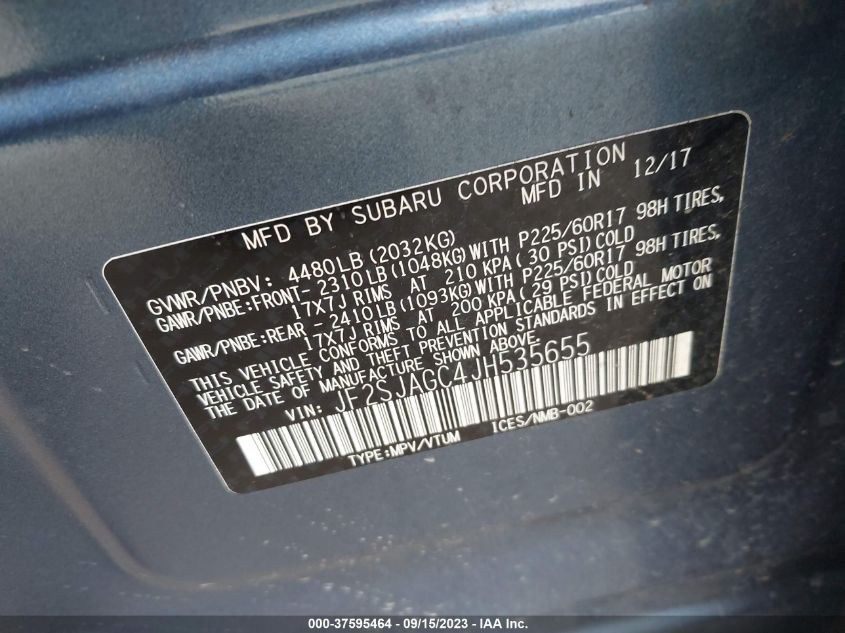 MFD BY SUBARU CORPORATION
MFD IN 12/17
GVWR/PNBV: 4480LB (2032KG)
GAWR/PNBE:FRONT- 2310LB (1048KG) WITH P225/60R17 98H TIRES,
17X7J RIMS AT 210 KPA ( 30 PSI) COLD
GAWR/PNBE:REAR - 2410LB (1093KG) WITH P225/60R17 98H TIRES,
17X7J RIMS AT 200 KPA ( 29 PSI) COLD
THIS VEHICLE CONFORMS TO ALL APPLICABLE FEDERAL MOTOR
VEHICLE SAFETY AND THEFT PREVENTION STANDARDS IN EFFECT ON
THE DATE OF MANUFACTURE SHOWN ABOVE.
VIN: JF2SJAGC4JH535655
TYPE:MPV/VTUM ICES/NMB-002
000-37595464 - 09/15/2023 - IAAI, Inc.